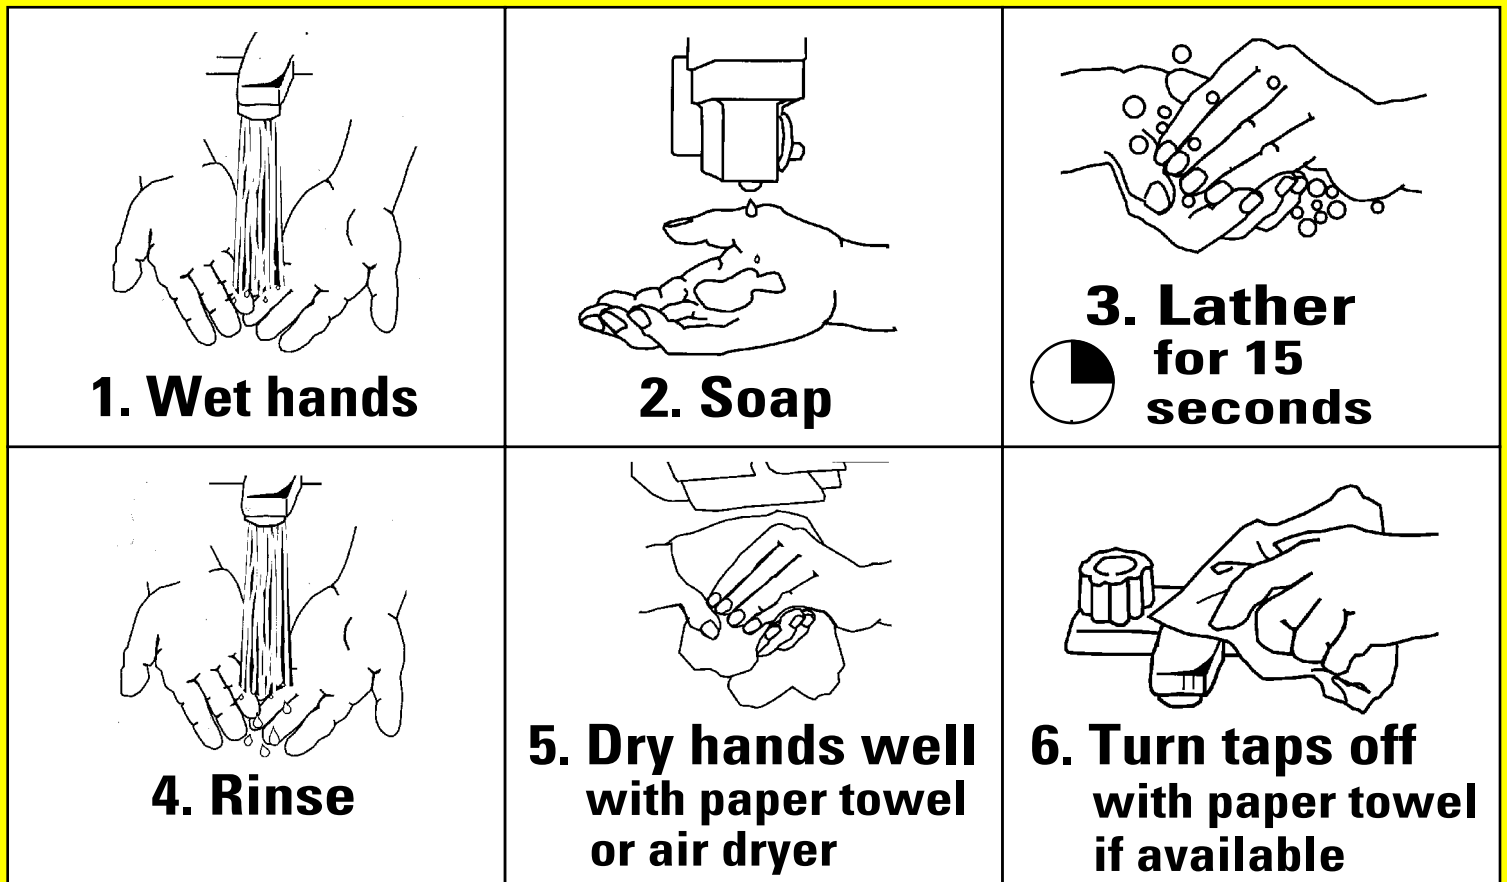 1. Wet hands
2. Soap
3. Lather
for 15
seconds
4. Rinse
5. Dry hands well
with paper towel
or air dryer
6. Turn taps off
with paper towel
if available